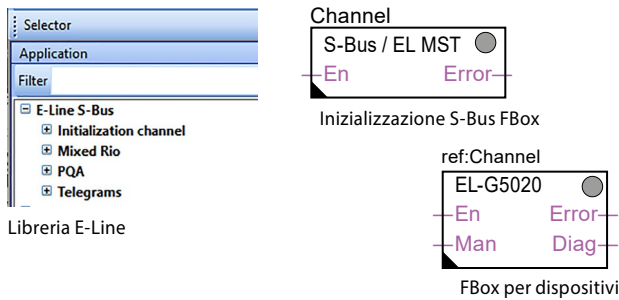 Selector
Application
Filter
E-Line S-Bus
Initialization channel
Mixed Rio
PQA
Telegrams
Libreria E-Line
Channel
S-Bus / EL MST
En Error
Inizializzazione S-Bus FBox
ref:Channel
EL-G5020
En Error
Man Diag
FBox per dispositivi